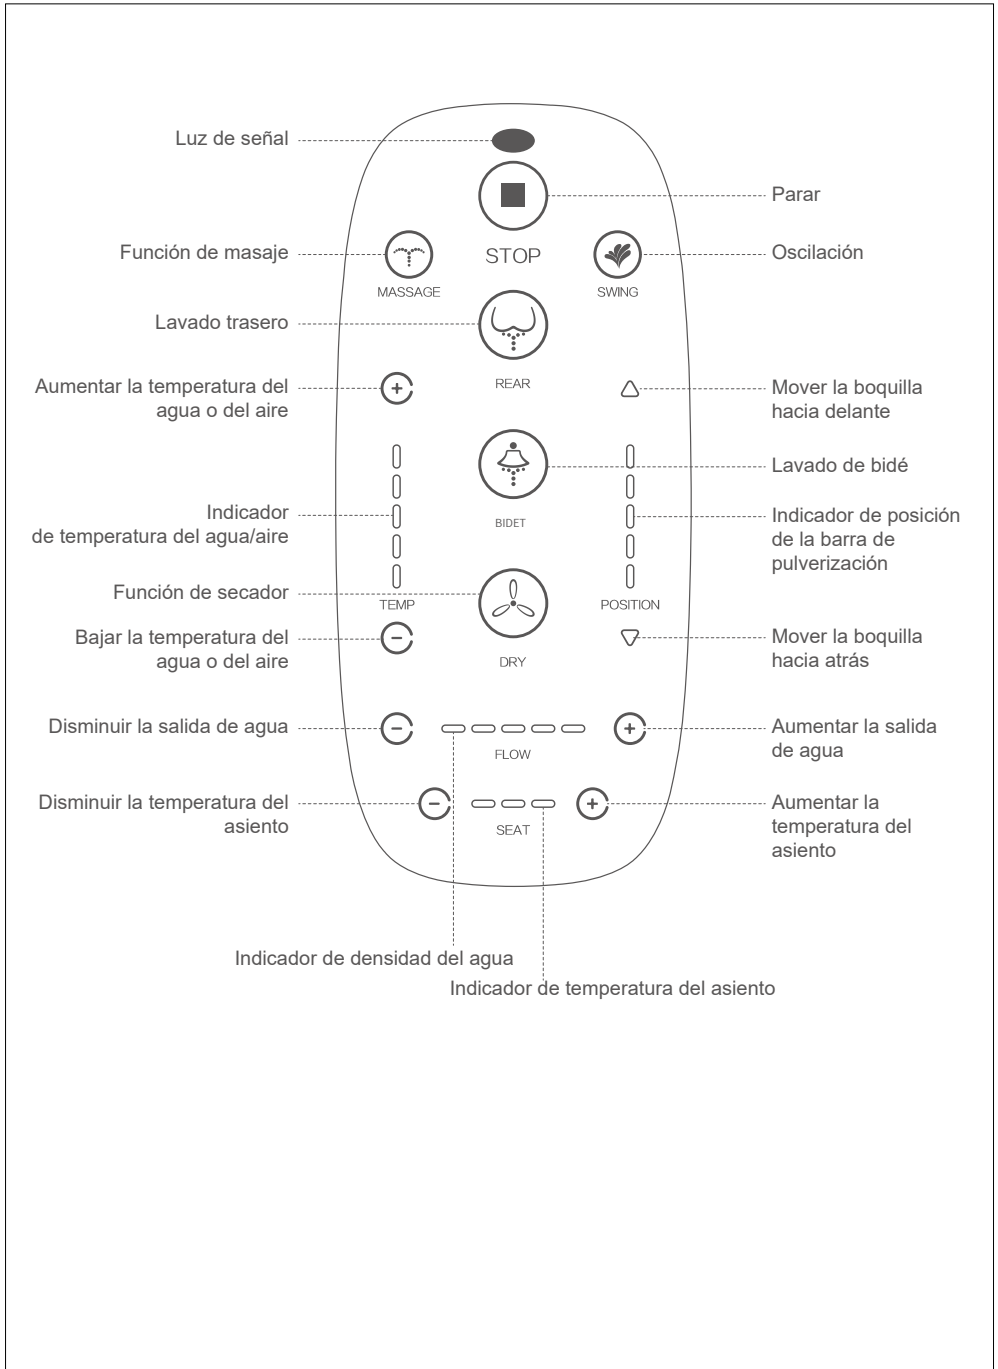 Luz de señal
Parar
Función de masaje
STOP
Oscilación
MASSAGE
SWING
Lavado trasero
REAR
Aumentar la temperatura del
agua o del aire
Mover la boquilla
hacia delante
Lavado de bidé
BIDET
Indicador
de temperatura del agua/aire
Indicador de posición
de la barra de
pulverización
Función de secador
TEMP
POSITION
Bajar la temperatura del
agua o del aire
Mover la boquilla
hacia atrás
DRY
Disminuir la salida de agua
FLOW
Aumentar la salida
de agua
Disminuir la temperatura del
asiento
SEAT
Aumentar la
temperatura del
asiento
Indicador de densidad del agua
Indicador de temperatura del asiento